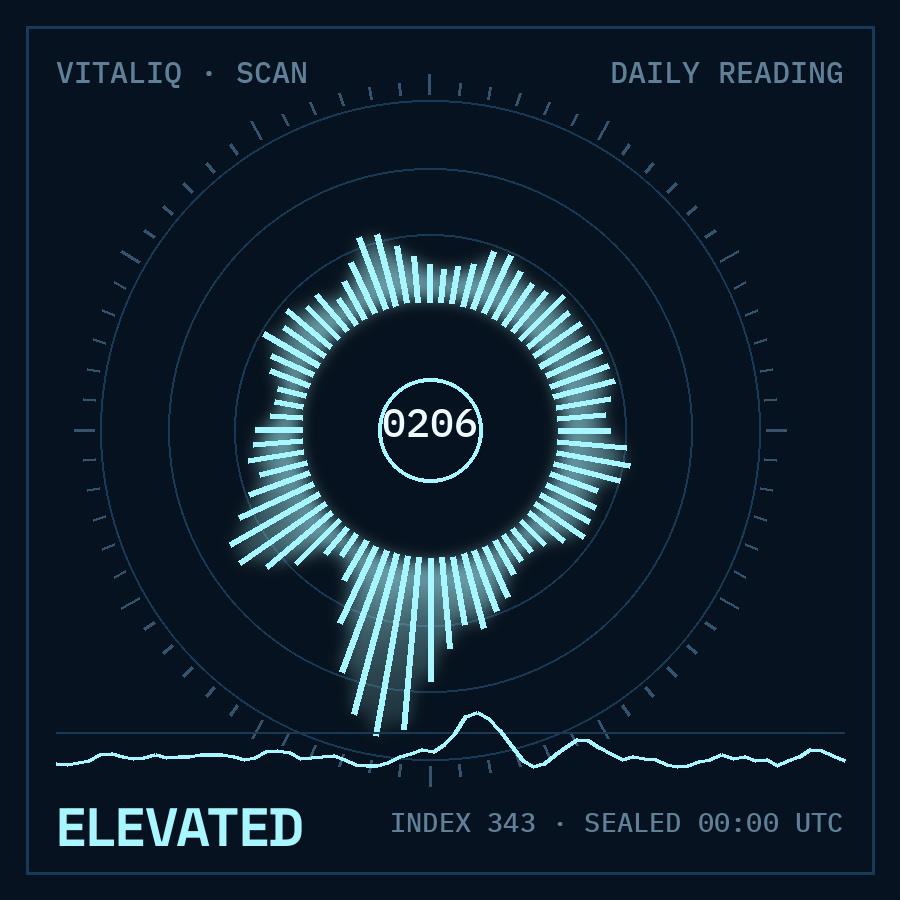 VITALIQ · SCAN
DAILY READING
0206
ELEVATED
INDEX 343 · SEALED 00:00 UTC